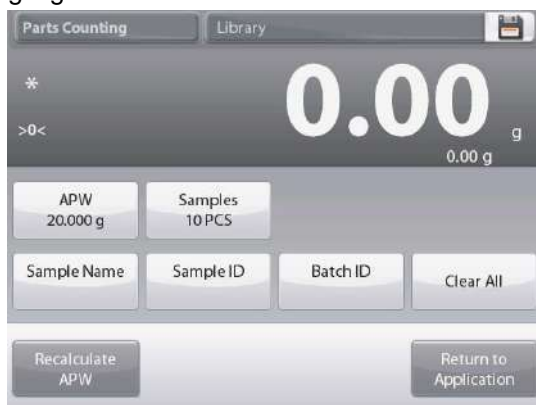 Parts Counting Library
*
0.00 g
>0<
0.00 g
APW Samples
20.000 g 10 PCS
Sample Name Sample ID Batch ID Clear All
Recalculate Return to
APW Application